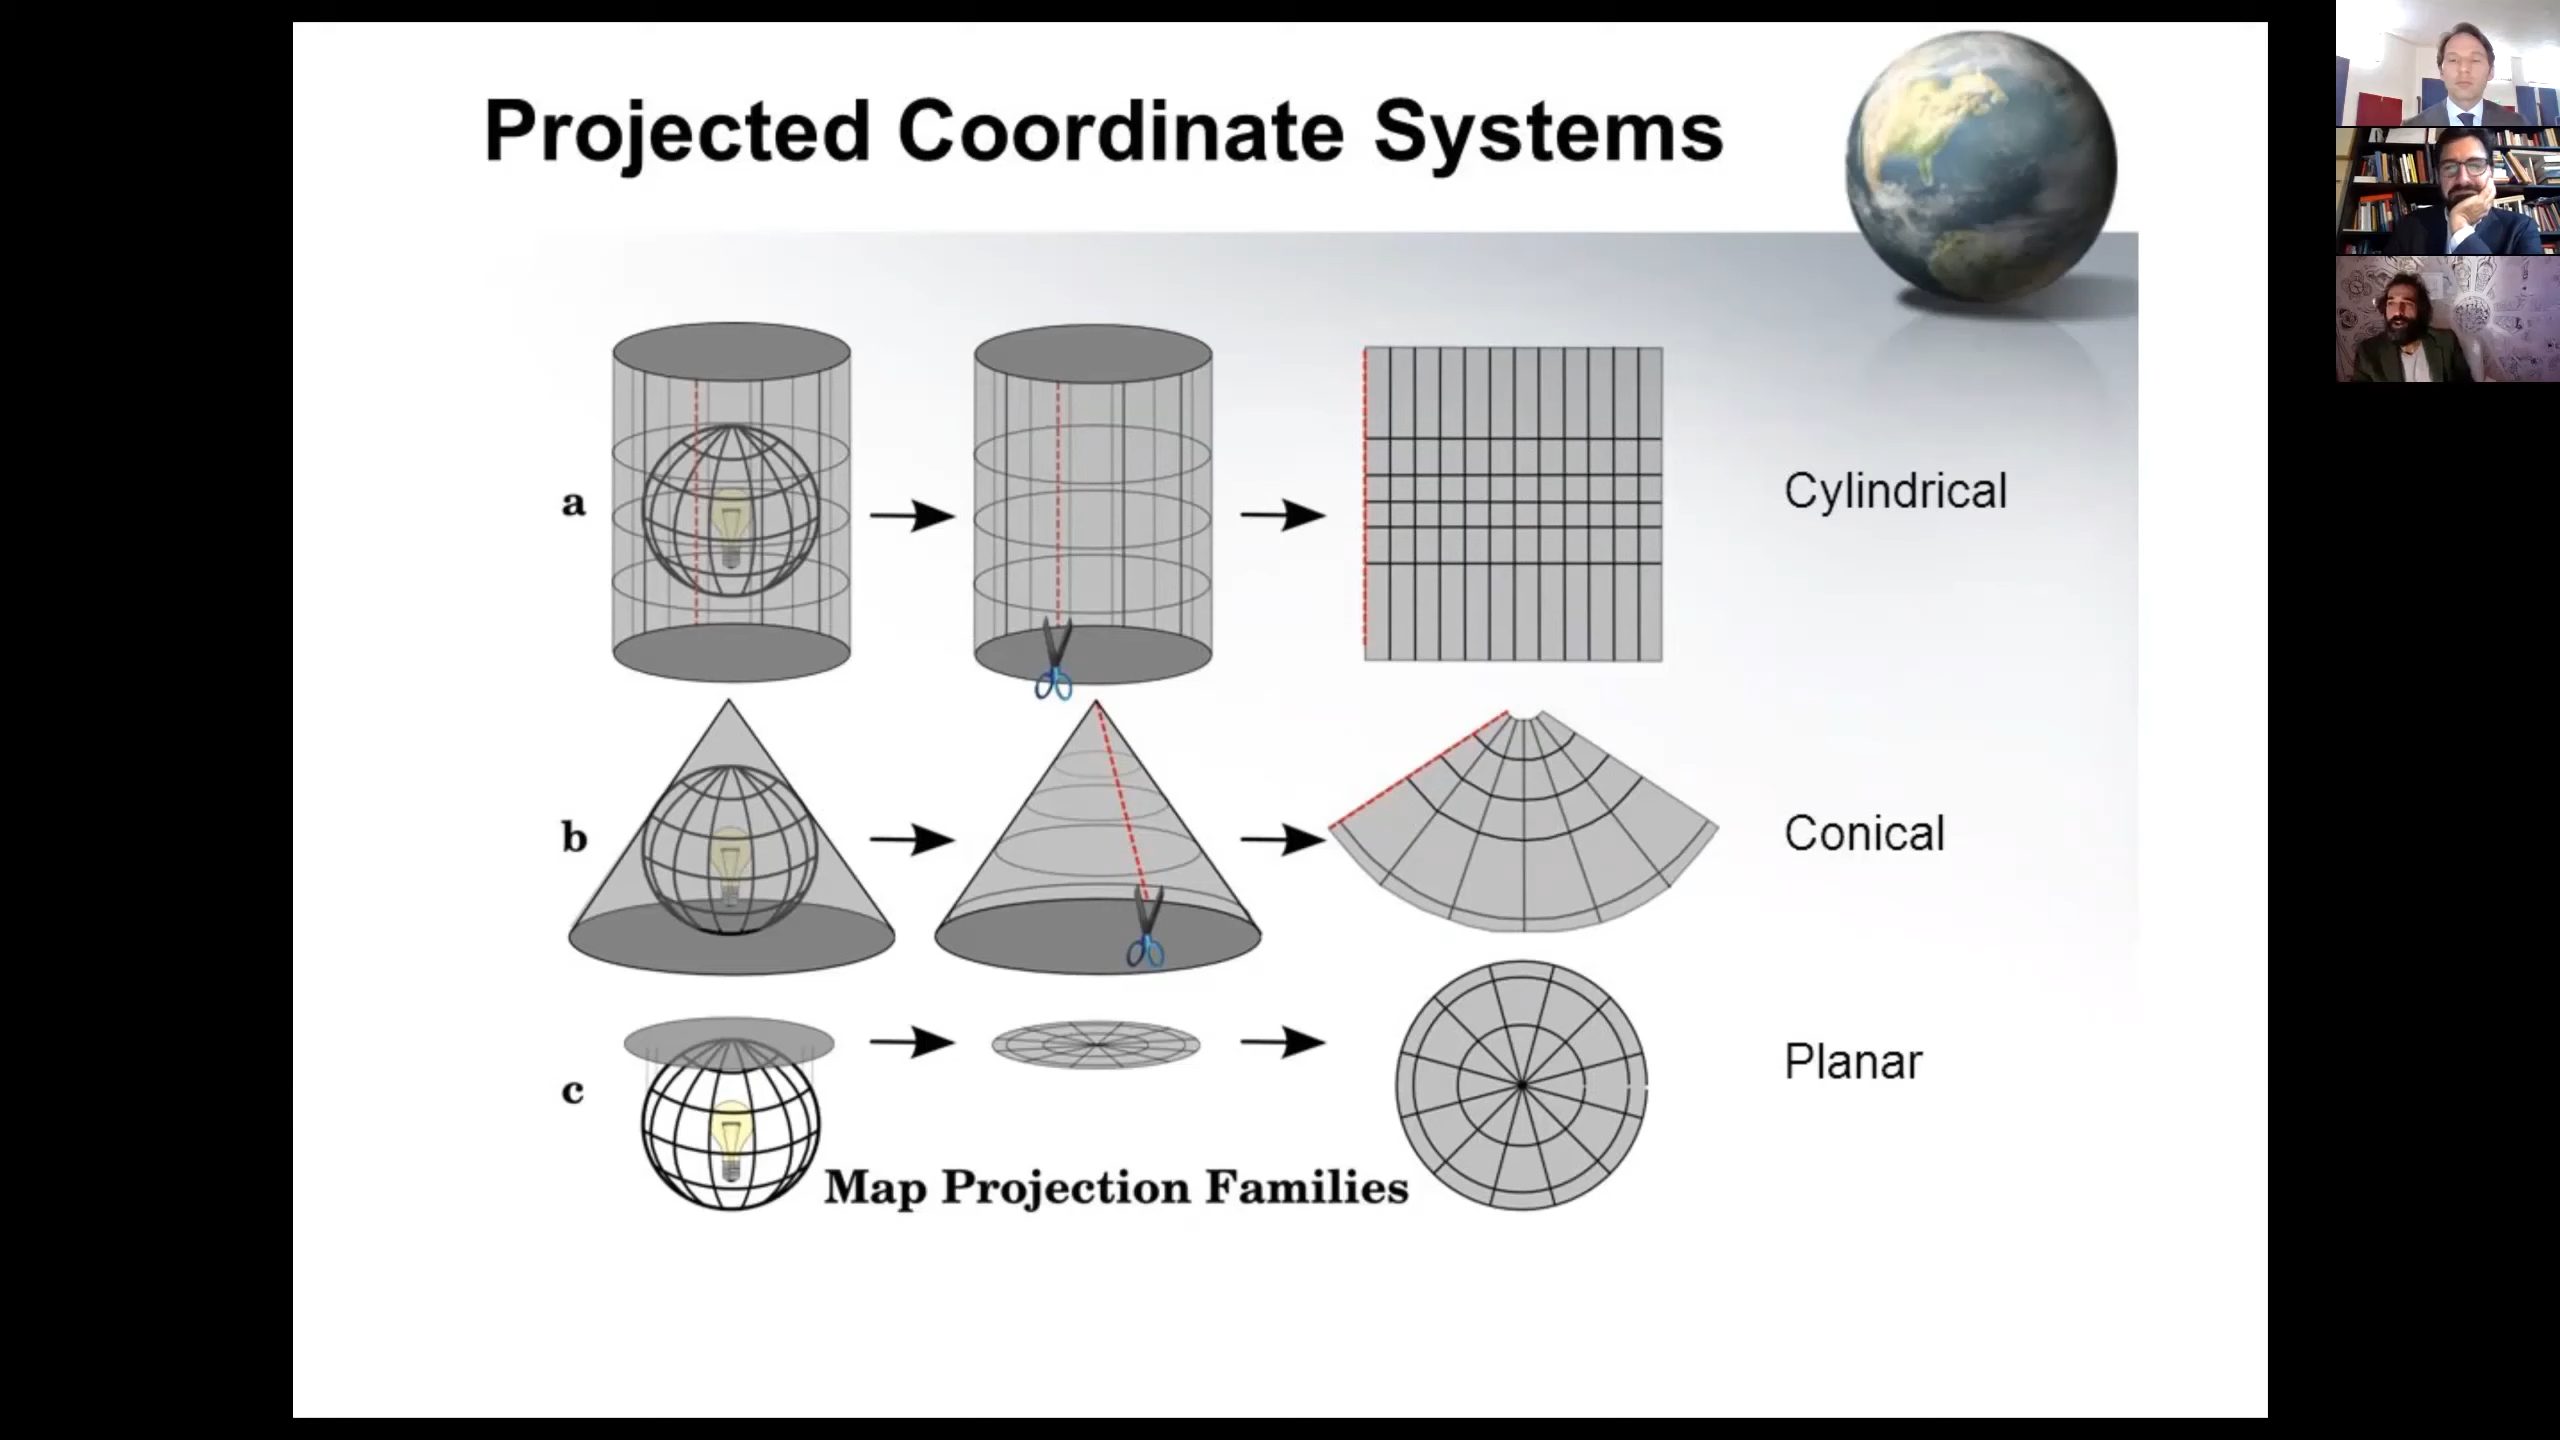 Projected Coordinate Systems
a
Cylindrical
b
Conical
c
Planar
Map Projection Families